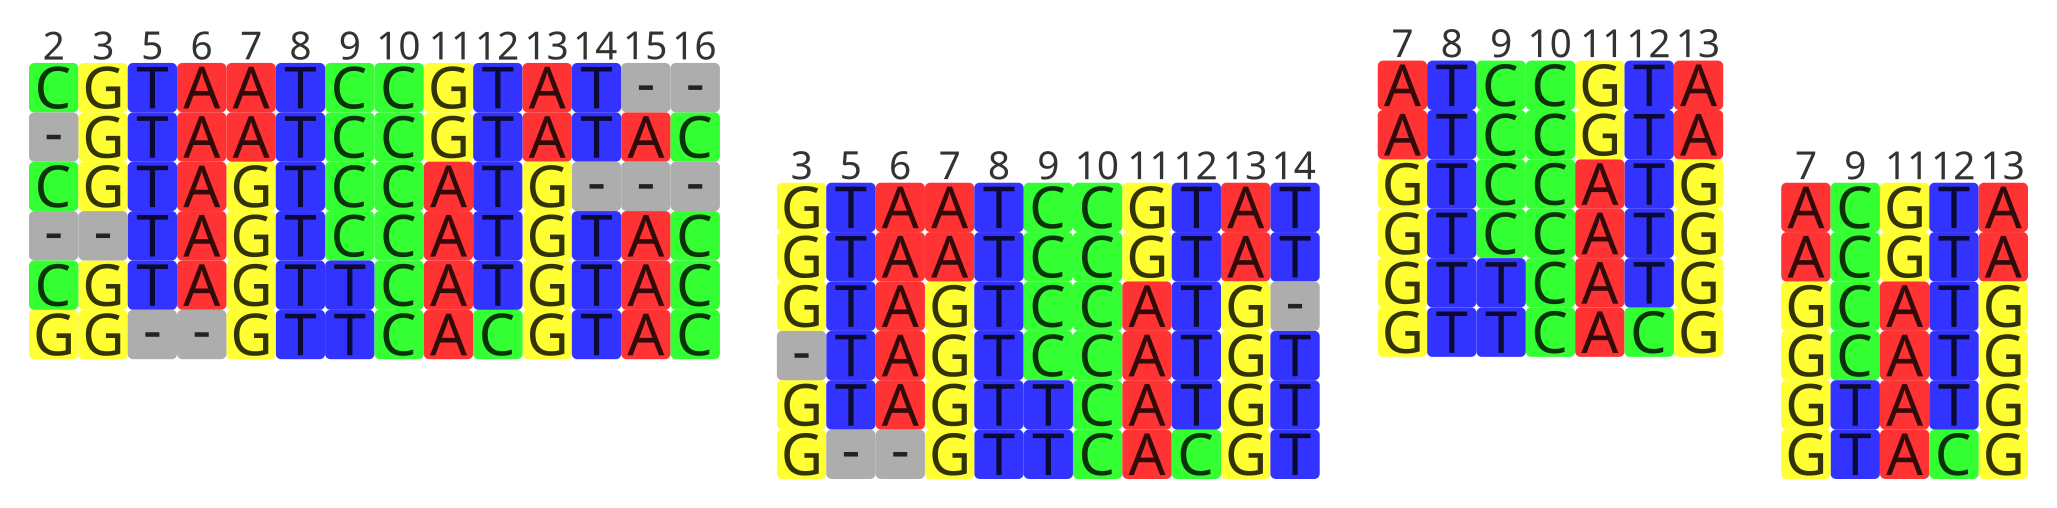 2 3 5 6 7 8 9 10 11 12 13 14 15 16
C G T A A T C C G T A T - -
- G T A A T C C G T A T A C
C G T A G T C C A T G - - -
- - T A G T C C A T G T A C
C G T A G T T C A T G T A C
G G - - G T T C A C G T A C
3 5 6 7 8 9 10 11 12 13 14
G T A A T C C G T A T
G T A A T C C G T A T
G T A G T C C A T G -
- T A G T C C A T G T
G T A G T T C A T G T
G - - G T T C A C G T
7 8 9 10 11 12 13
A T C C G T A
A T C C G T A
G T C C A T G
G T C C A T G
G T T C A T G
G T T C A C G
7 9 11 12 13
A C G T A
A C G T A
G C A T G
G C A T G
G T A T G
G T A C G